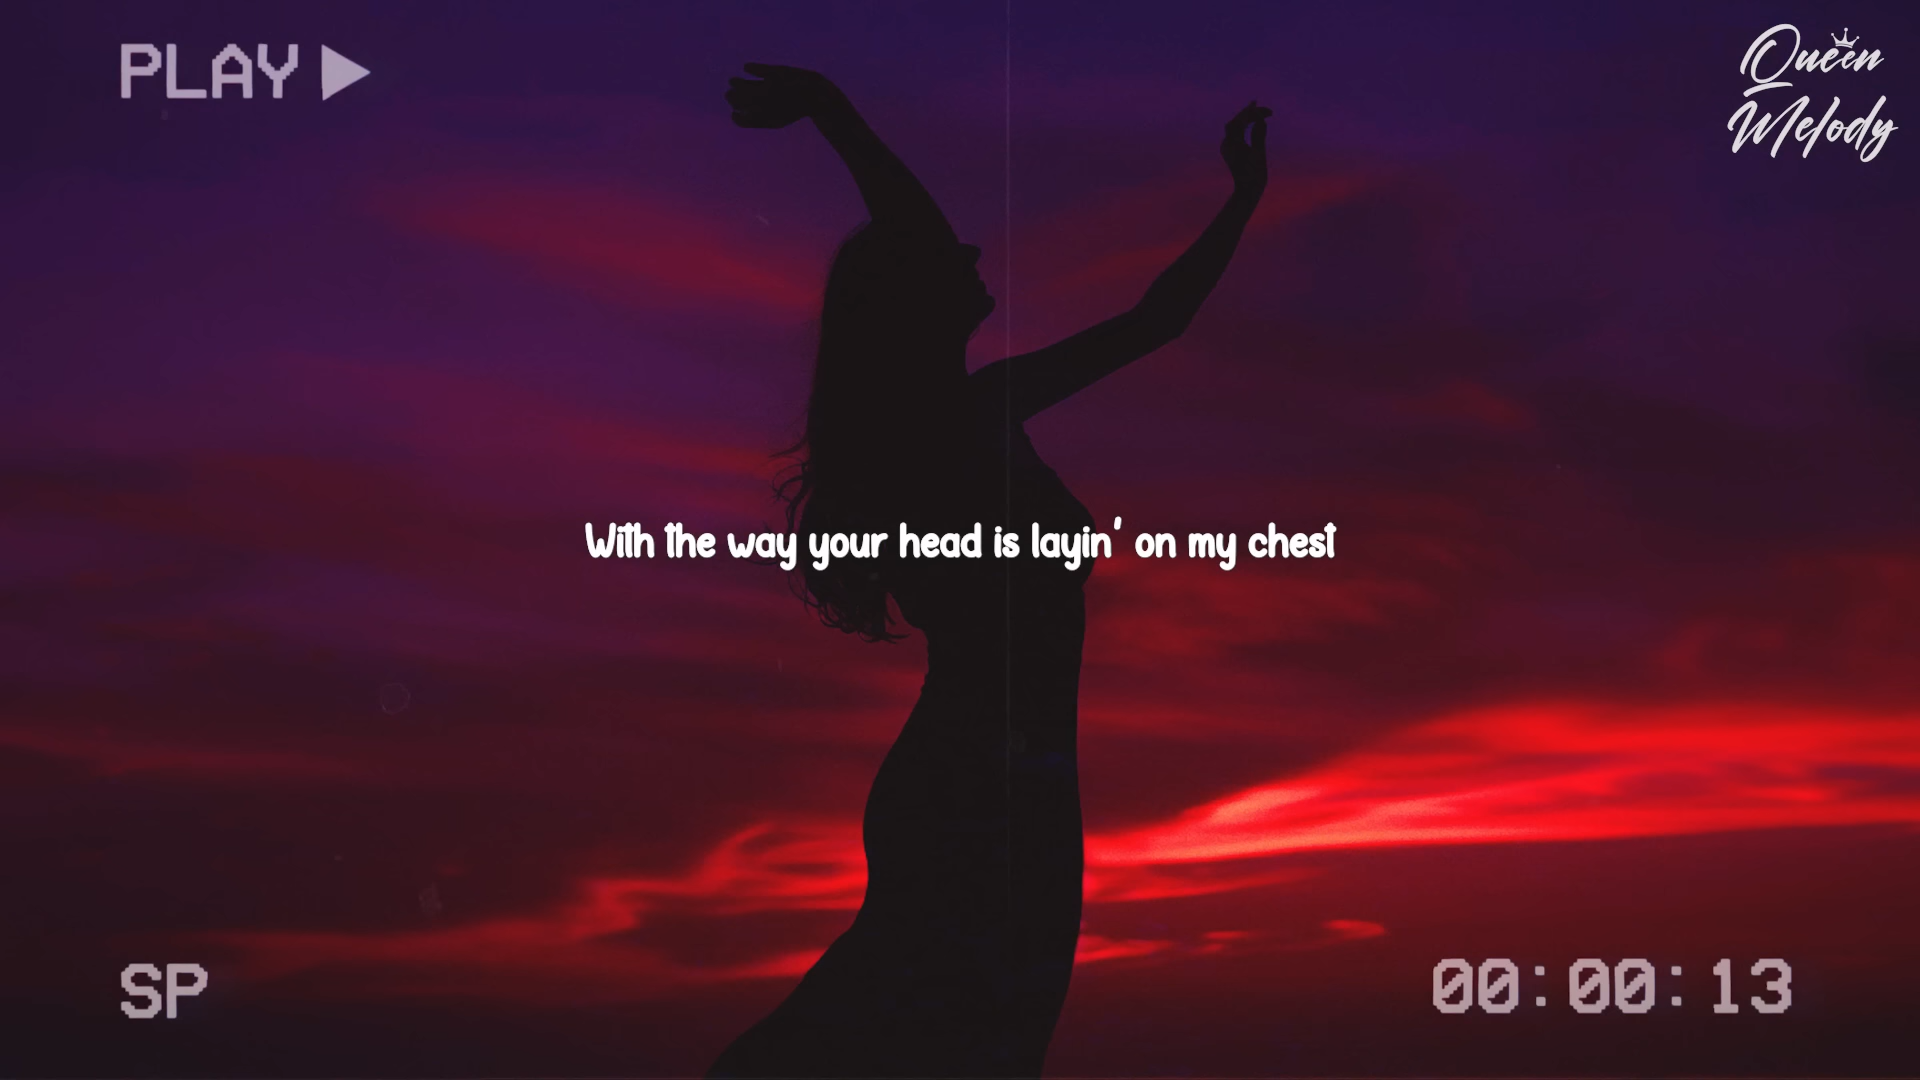 PLAY
Queen
Melody
With the way your head is layin' on my chest
SP
00:00:13